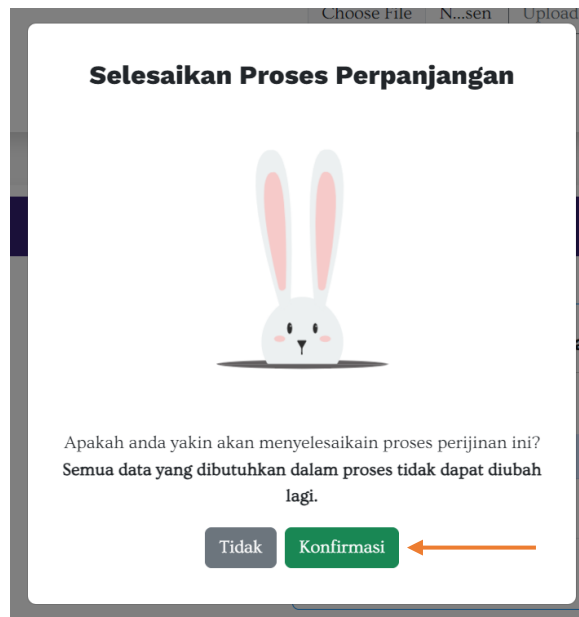 Choose File N...sen Upload
Selesaikan Proses Perpanjangan
Apakah anda yakin akan menyelesaikain proses perijinan ini?
Semua data yang dibutuhkan dalam proses tidak dapat diubah
lagi.
Tidak Konfirmasi